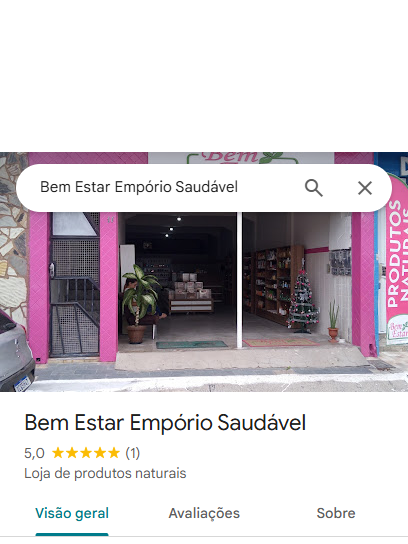 Bem
Bem Estar Empório Saudável
PRODUTOS
NATURAIS
Bem
Estar
Bem Estar Empório Saudável
5,0 (1)
Loja de produtos naturais
Visão geral
Avaliações
Sobre